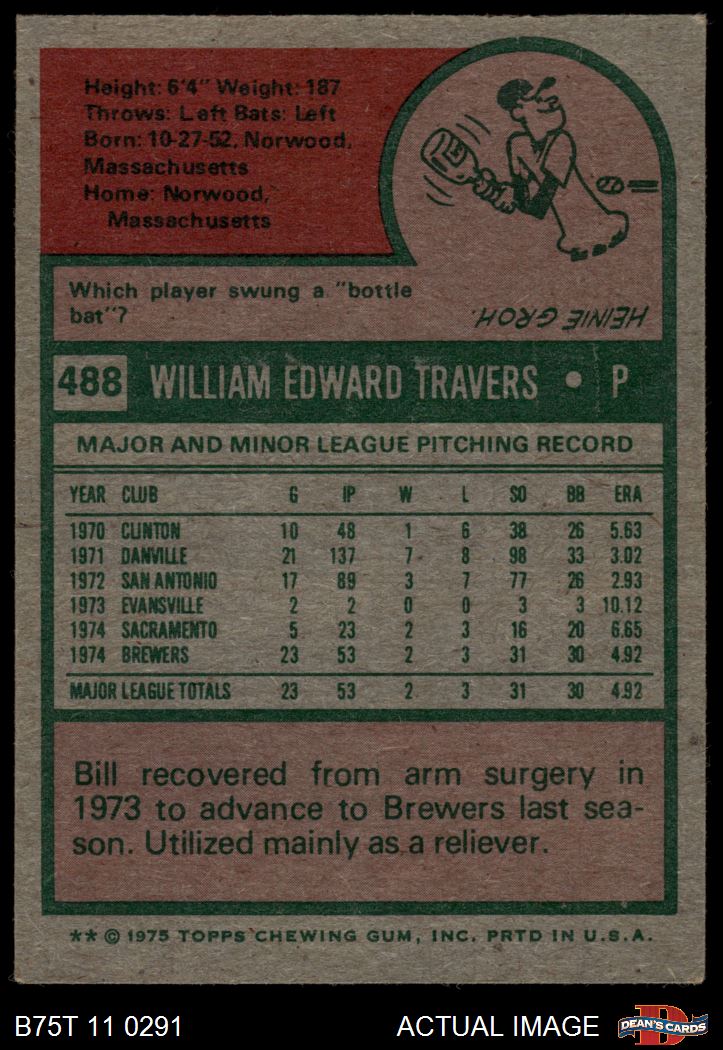 Height: 6'4" Weight: 187
Throws: Left Bats: Left
Born: 10-27-52, Norwood,
Massachusetts
Home: Norwood,
Massachusetts
Which player swung a "bottle
bat"?
HEINIE GROH.
488 WILLIAM EDWARD TRAVERS • P
MAJOR AND MINOR LEAGUE PITCHING RECORD
YEAR CLUB G IP W L SO BB ERA
1970 CLINTON 10 48 1 6 38 26 5.63
1971 DANVILLE 21 137 7 8 98 33 3.02
1972 SAN ANTONIO 17 89 3 7 77 26 2.93
1973 EVANSVILLE 2 2 0 0 3 3 10.12
1974 SACRAMENTO 5 23 2 3 16 20 6.65
1974 BREWERS 23 53 2 3 31 30 4.92
MAJOR LEAGUE TOTALS 23 53 2 3 31 30 4.92
Bill recovered from arm surgery in
1973 to advance to Brewers last sea-
son. Utilized mainly as a reliever.
** © 1975 TOPPS CHEWING GUM, INC. PRTD IN U.S.A.
B75T 11 0291 ACTUAL IMAGE DEAN'S CARDS